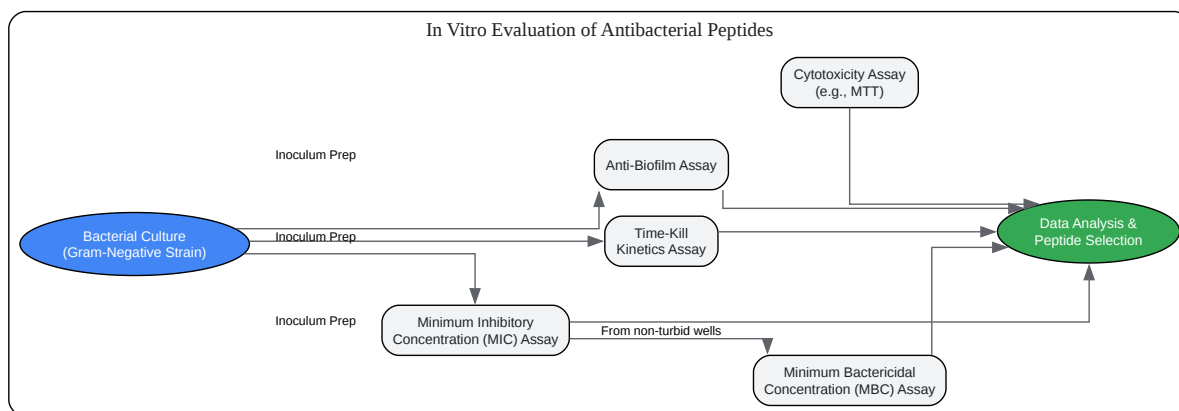 In Vitro Evaluation of Antibacterial Peptides
Cytotoxicity Assay
(e.g., MTT)
Inoculum Prep
Anti-Biofilm Assay
Bacterial Culture
(Gram-Negative Strain)
Inoculum Prep
Time-Kill
Kinetics Assay
Data Analysis &
Peptide Selection
Inoculum Prep
Minimum Inhibitory
Concentration (MIC) Assay
From non-turbid wells
Minimum Bactericidal
Concentration (MBC) Assay